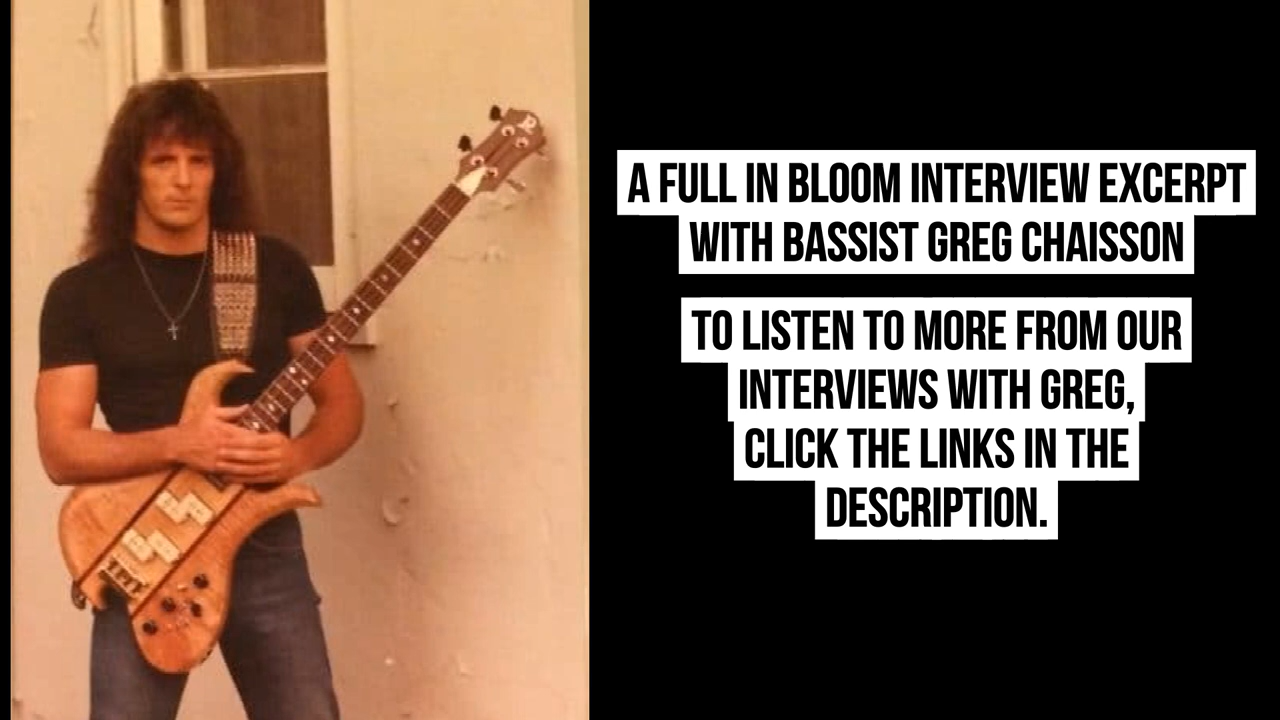 A FULL IN BLOOM INTERVIEW EXCERPT
WITH BASSIST GREG CHAISSON
TO LISTEN TO MORE FROM OUR
INTERVIEWS WITH GREG,
CLICK THE LINKS IN THE
DESCRIPTION.